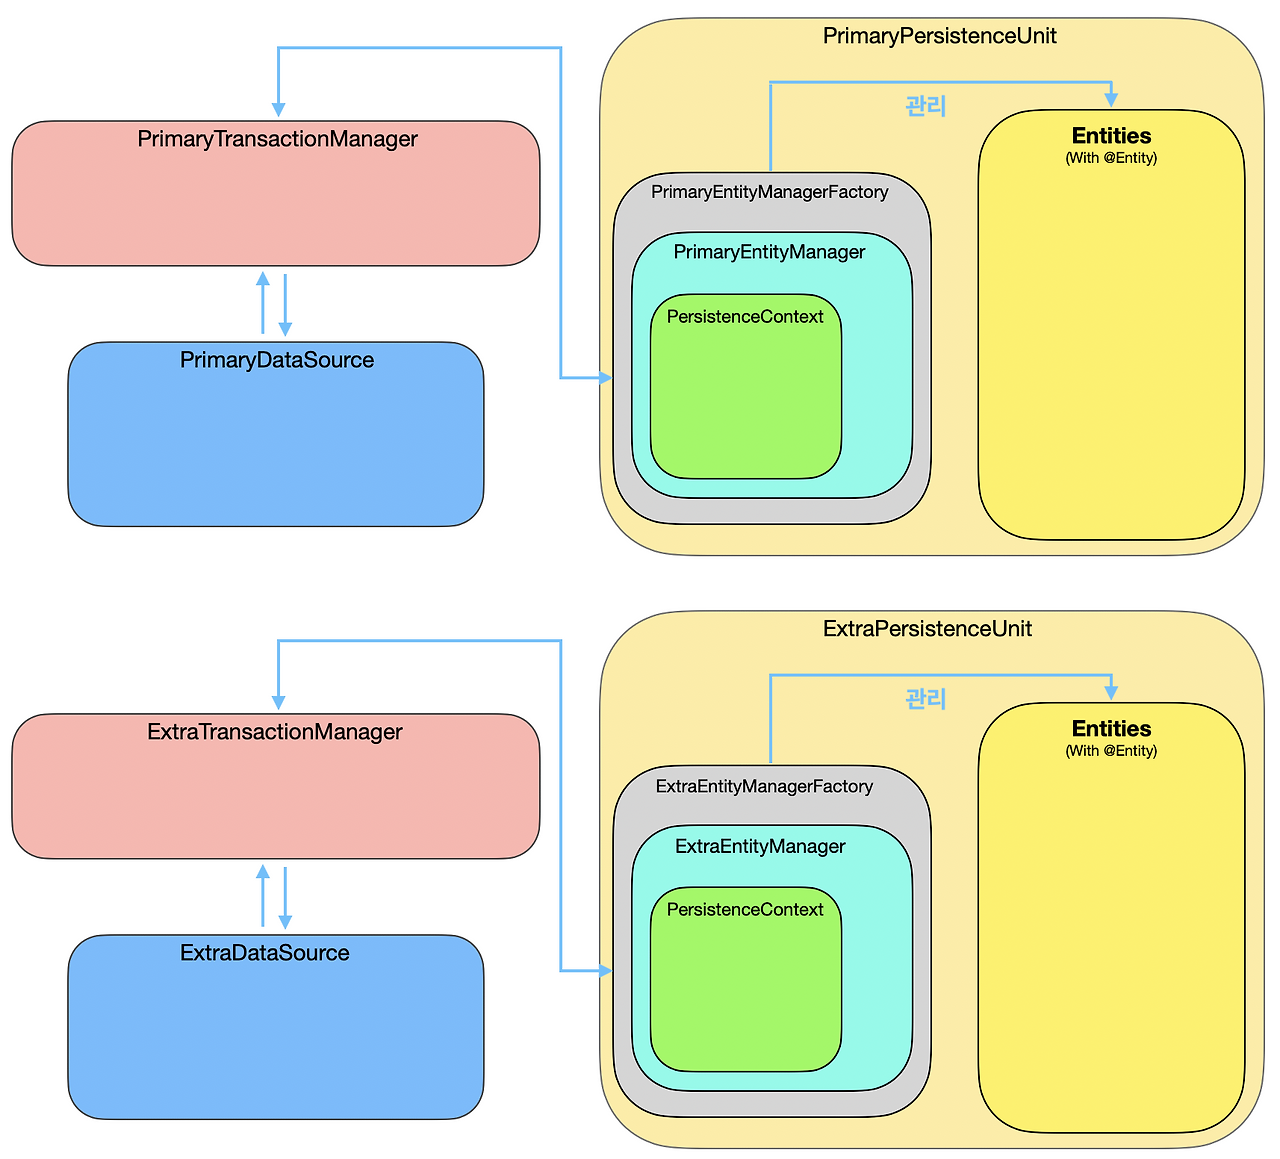 PrimaryPersistenceUnit
관리
PrimaryTransactionManager
Entities
(With @Entity)
PrimaryEntityManagerFactory
PrimaryEntityManager
PersistenceContext
PrimaryDataSource
ExtraPersistenceUnit
관리
ExtraTransactionManager
Entities
(With @Entity)
ExtraEntityManagerFactory
ExtraEntityManager
PersistenceContext
ExtraDataSource